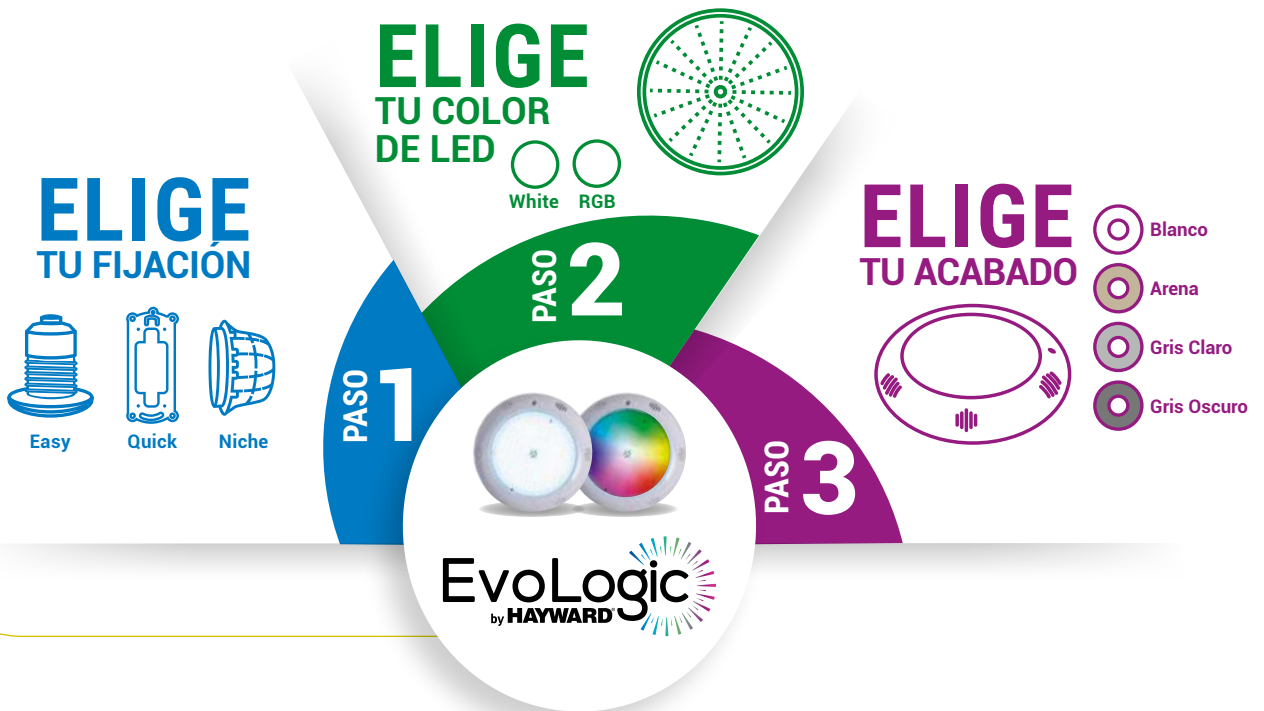 ELIGE
TU FIJACIÓN
Easy
Quick
Niche
PASO 1
ELIGE
TU COLOR
DE LED
White
RGB
PASO 2
ELIGE
TU ACABADO
Blanco
Arena
Gris Claro
Gris Oscuro
PASO 3
EvoLogic
by HAYWARD®